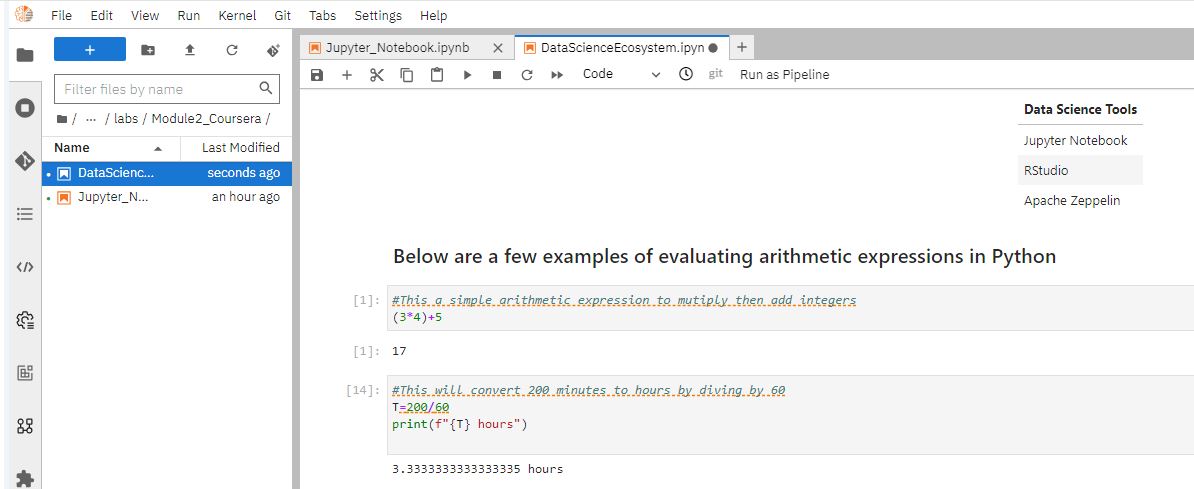 File Edit View Run Kernel Git Tabs Settings Help
Jupyter_Notebook.ipynb
DataScienceEcosystem.ipyn
Filter files by name
Code
git
Run as Pipeline
/ ... / labs / Module2_Coursera /
Name Last Modified
DataScienc... seconds ago
Jupyter_N... an hour ago
Data Science Tools
Jupyter Notebook
RStudio
Apache Zeppelin
Below are a few examples of evaluating arithmetic expressions in Python
[1]: #This a simple arithmetic expression to mutiply then add integers
(3*4)+5
[1]: 17
[14]: #This will convert 200 minutes to hours by diving by 60
T=200/60
print(f"{T} hours")
3.3333333333333335 hours